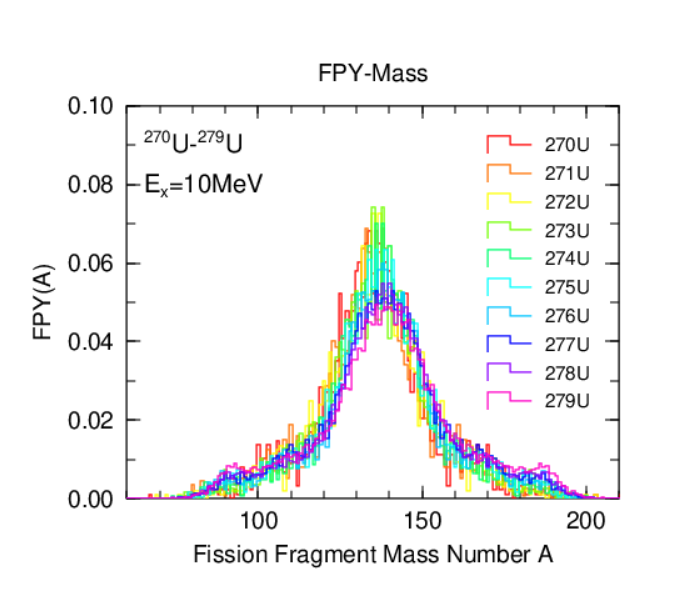 FPY-Mass
0.10
0.08
0.06
0.04
0.02
0.00
FPY(A)
²⁷⁰U-²⁷⁹U
Eₓ=10MeV
270U
271U
272U
273U
274U
275U
276U
277U
278U
279U
100 150 200
Fission Fragment Mass Number A